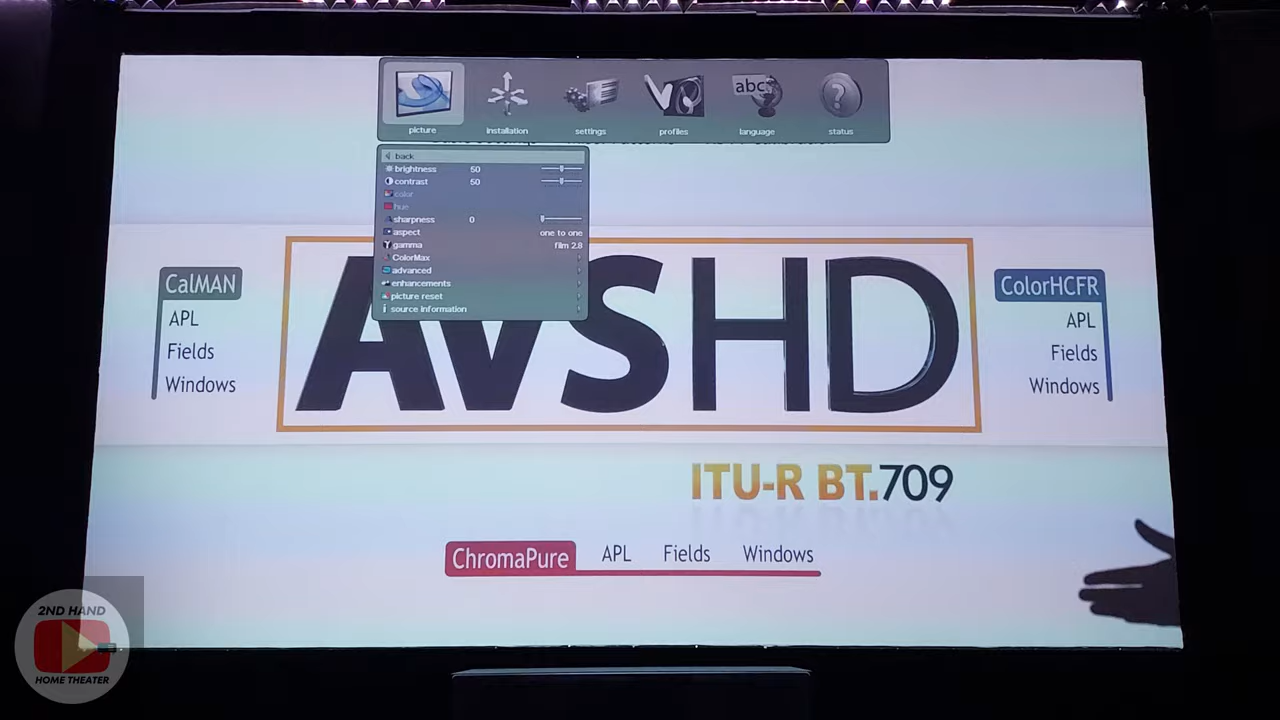 picture
installation
settings
profiles
abc
language
?
status
back
brightness 50
contrast 50
color
hue
sharpness 0
aspect one to one
gamma film 2.8
ColorMax
advanced
enhancements
picture reset
source information
CalMAN
APL
Fields
Windows
AVSHD
ColorHCFR
APL
Fields
Windows
ITU-R BT.709
ChromaPure APL Fields Windows
2ND HAND
HOME THEATER